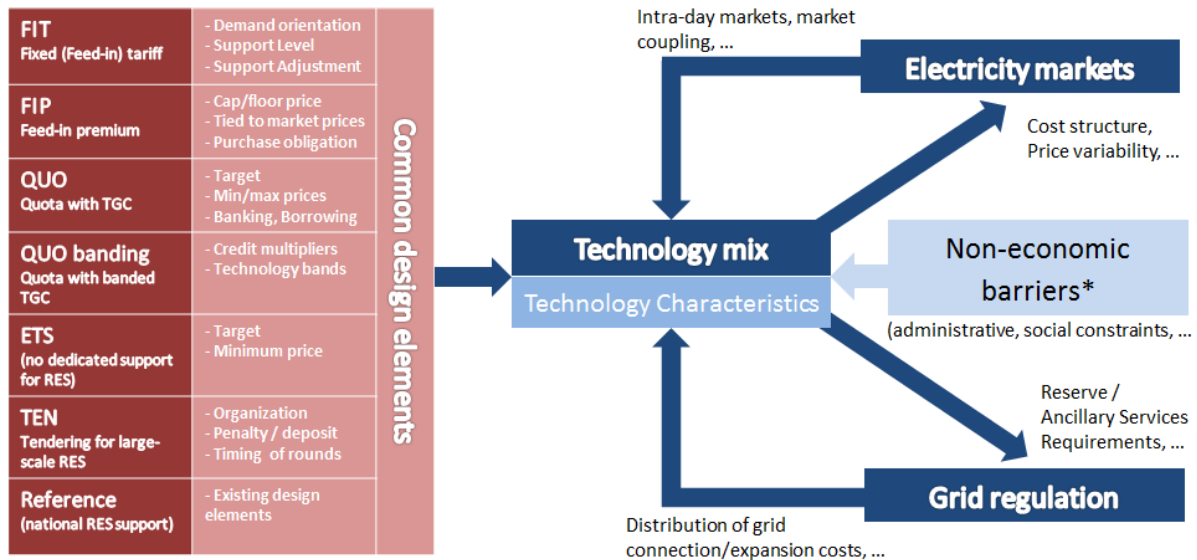 FIT
Fixed (Feed-in) tariff
- Demand orientation
- Support Level
- Support Adjustment
FIP
Feed-in premium
- Cap/floor price
- Tied to market prices
- Purchase obligation
QUO
Quota with TGC
- Target
- Min/max prices
- Banking, Borrowing
QUO banding
Quota with banded
TGC
- Credit multipliers
- Technology bands
ETS
(no dedicated support
for RES)
- Target
- Minimum price
TEN
Tendering for large-
scale RES
- Organization
- Penalty / deposit
- Timing of rounds
Reference
(national RES support)
- Existing design
elements
Common design elements
Intra-day markets, market
coupling, ...
Electricity markets
Cost structure,
Price variability, ...
Technology mix
Technology Characteristics
Non-economic
barriers*
(administrative, social constraints, ...
Reserve /
Ancillary Services
Requirements, ...
Grid regulation
Distribution of grid
connection/expansion costs, ...